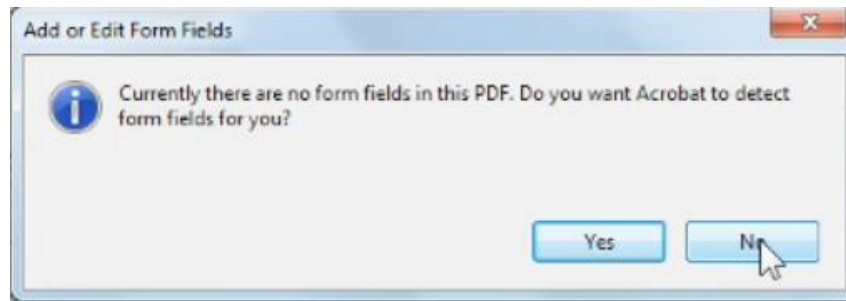 Add or Edit Form Fields
Currently there are no form fields in this PDF. Do you want Acrobat to detect
form fields for you?
Yes
No